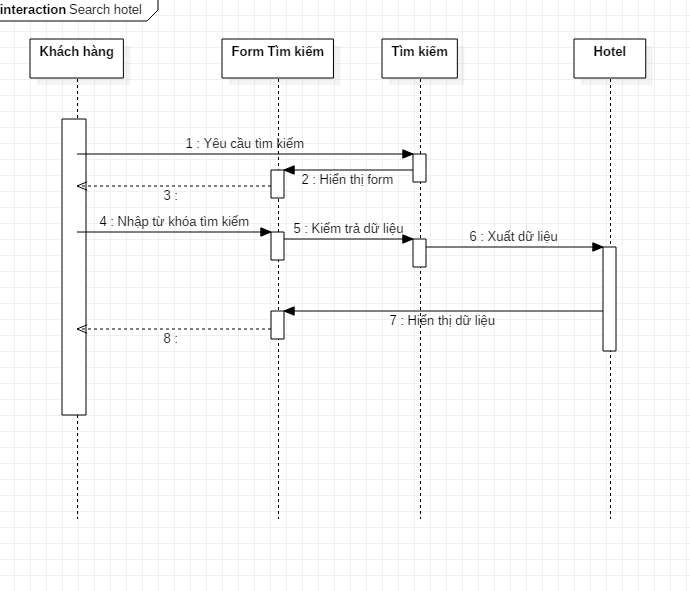 interaction Search hotel
Khách hàng
Form Tìm kiếm
Tìm kiếm
Hotel
1 : Yêu cầu tìm kiếm
2 : Hiển thị form
3 :
4 : Nhập từ khóa tìm kiếm
5 : Kiểm trả dữ liệu
6 : Xuất dữ liệu
7 : Hiển thị dữ liệu
8 :